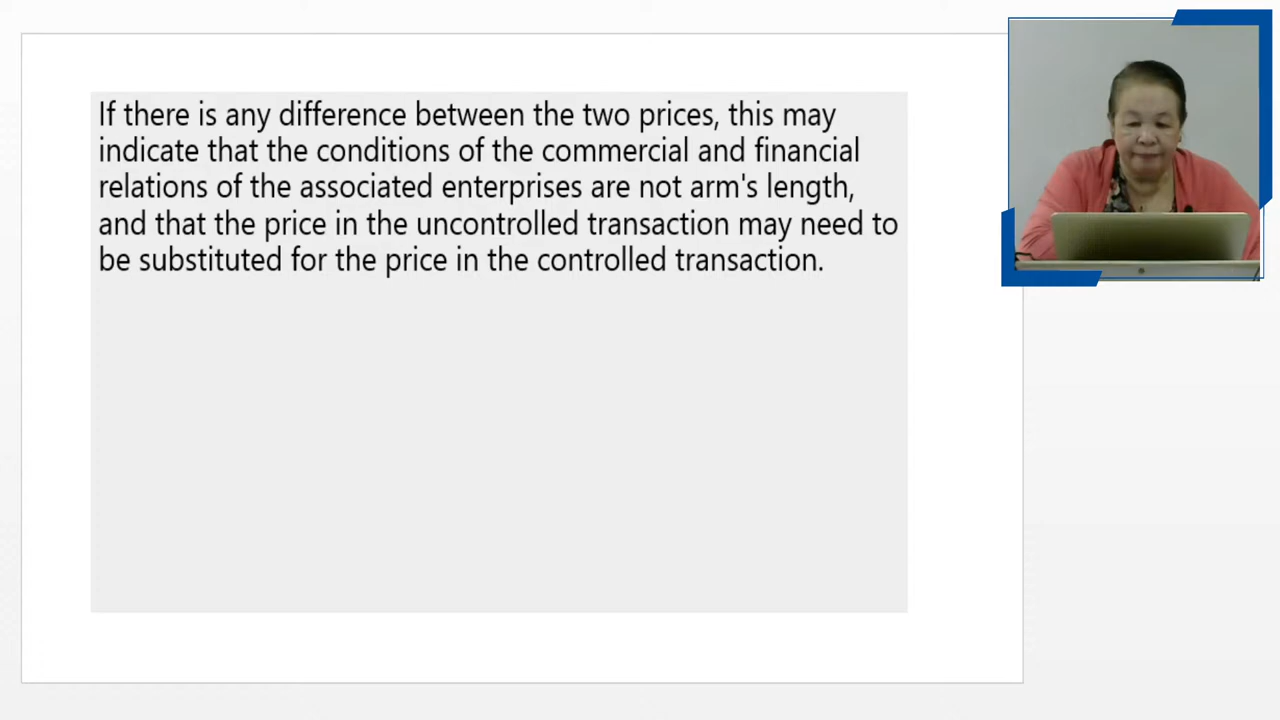 If there is any difference between the two prices, this may
indicate that the conditions of the commercial and financial
relations of the associated enterprises are not arm's length,
and that the price in the uncontrolled transaction may need to
be substituted for the price in the controlled transaction.